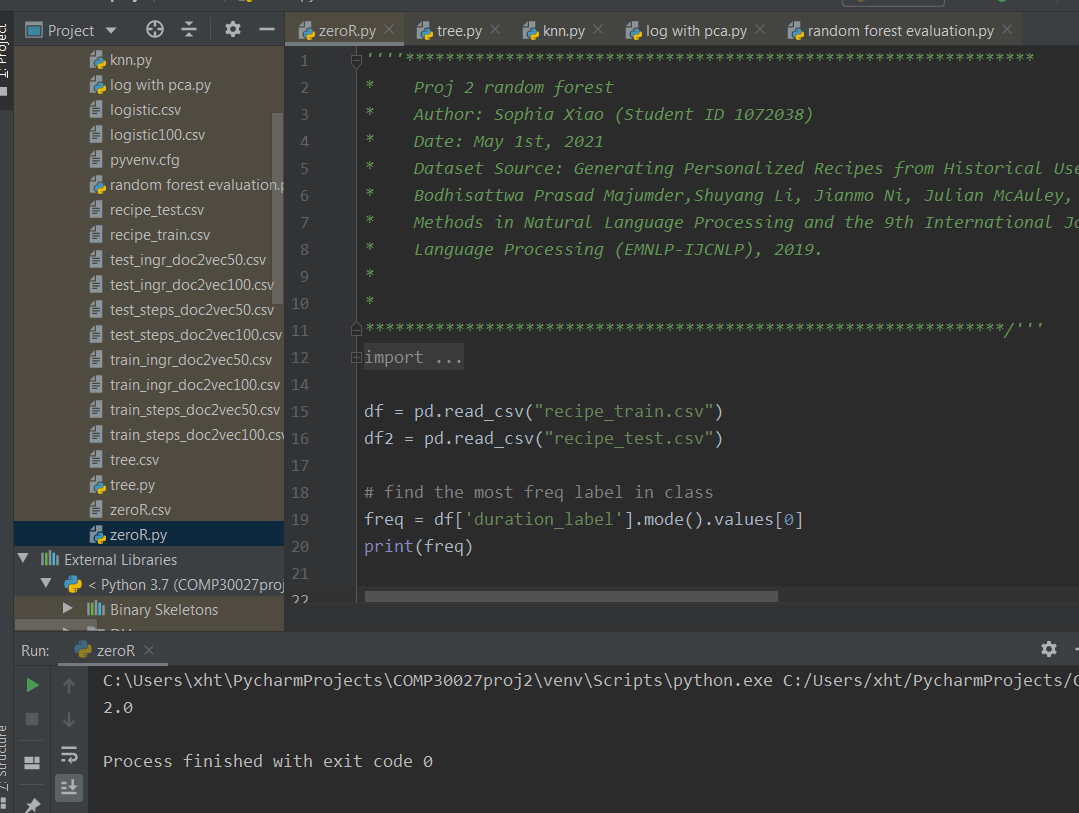 Project
zeroR.py
tree.py
knn.py
log with pca.py
random forest evaluation.py
1: Project
knn.py
log with pca.py
logistic.csv
logistic100.csv
pyvenv.cfg
random forest evaluation.p
recipe_test.csv
recipe_train.csv
test_ingr_doc2vec50.csv
test_ingr_doc2vec100.csv
test_steps_doc2vec50.csv
test_steps_doc2vec100.csv
train_ingr_doc2vec50.csv
train_ingr_doc2vec100.csv
train_steps_doc2vec50.csv
train_steps_doc2vec100.csv
tree.csv
tree.py
zeroR.csv
zeroR.py
External Libraries
< Python 3.7 (COMP30027proj
Binary Skeletons
1 ''''***************************************************************
2 * Proj 2 random forest
3 * Author: Sophia Xiao (Student ID 1072038)
4 * Date: May 1st, 2021
5 * Dataset Source: Generating Personalized Recipes from Historical Use
6 * Bodhisattwa Prasad Majumder,Shuyang Li, Jianmo Ni, Julian McAuley,
7 * Methods in Natural Language Processing and the 9th International Jo
8 * Language Processing (EMNLP-IJCNLP), 2019.
9 *
10 *
11 ****************************************************************/'''
12 import ...
14
15 df = pd.read_csv("recipe_train.csv")
16 df2 = pd.read_csv("recipe_test.csv")
17
18 # find the most freq label in class
19 freq = df['duration_label'].mode().values[0]
20 print(freq)
21
22
Run: zeroR
C:\Users\xht\PycharmProjects\COMP30027proj2\venv\Scripts\python.exe C:/Users/xht/PycharmProjects/C
2.0
Process finished with exit code 0
7: Structure